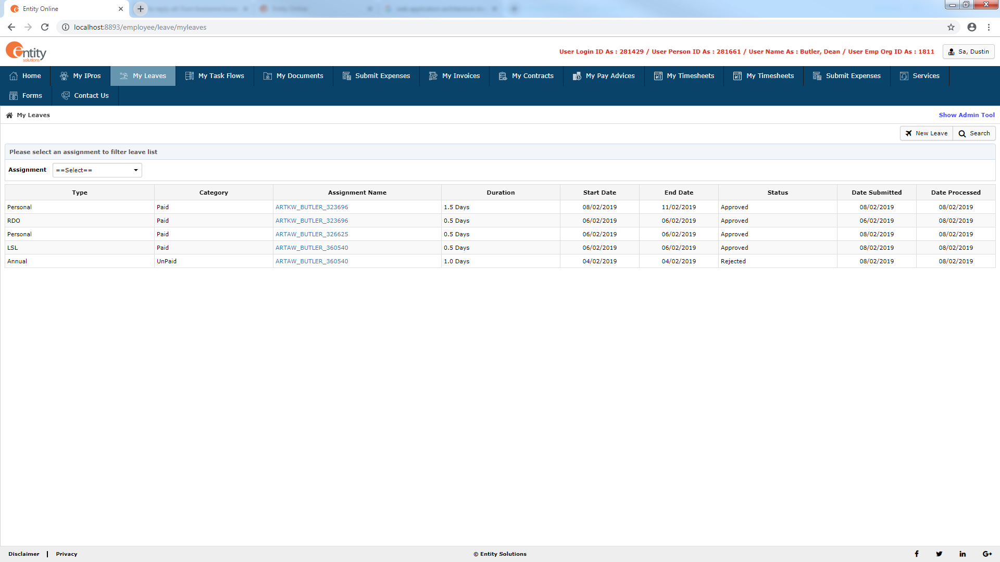 Entity Online
Entity Online
localhost:8893/employee/leave/myleaves
entity
solutions
User Login ID As : 281429 / User Person ID As : 281661 / User Name As : Butler, Dean / User Emp Org ID As : 1811
Sa, Dustin
Home My IPros My Leaves My Task Flows My Documents Submit Expenses My Invoices My Contracts My Pay Advices My Timesheets My Timesheets Submit Expenses Services
Forms Contact Us
My Leaves Show Admin Tool
New Leave Search
Please select an assignment to filter leave list
Assignment ==Select==
Type Category Assignment Name Duration Start Date End Date Status Date Submitted Date Processed
Personal Paid ARTKW_BUTLER_323696 1.5 Days 08/02/2019 11/02/2019 Approved 08/02/2019 08/02/2019
RDO Paid ARTKW_BUTLER_323696 0.5 Days 06/02/2019 06/02/2019 Approved 06/02/2019 08/02/2019
Personal Paid ARTAW_BUTLER_326625 0.5 Days 06/02/2019 06/02/2019 Approved 08/02/2019 08/02/2019
LSL Paid ARTAW_BUTLER_360540 0.5 Days 06/02/2019 06/02/2019 Approved 08/02/2019 08/02/2019
Annual UnPaid ARTAW_BUTLER_360540 1.0 Days 04/02/2019 04/02/2019 Rejected 08/02/2019 08/02/2019
Disclaimer | Privacy © Entity Solutions